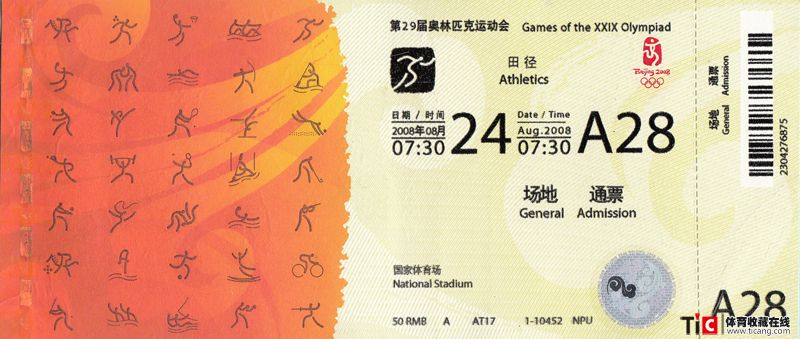 第29届奥林匹克运动会 Games of the XXIX Olympiad
田径
Athletics
Beijing 2008
日期 / 时间
2008年08月
07:30
24
Date / Time
Aug.2008
07:30
A28
场地 通票
General Admission
国家体育场
National Stadium
50 RMB A AT17 1-10452 NPU
场地 通票
General Admission
2304276875
A28
TiC 体育收藏在线
www.ticang.com